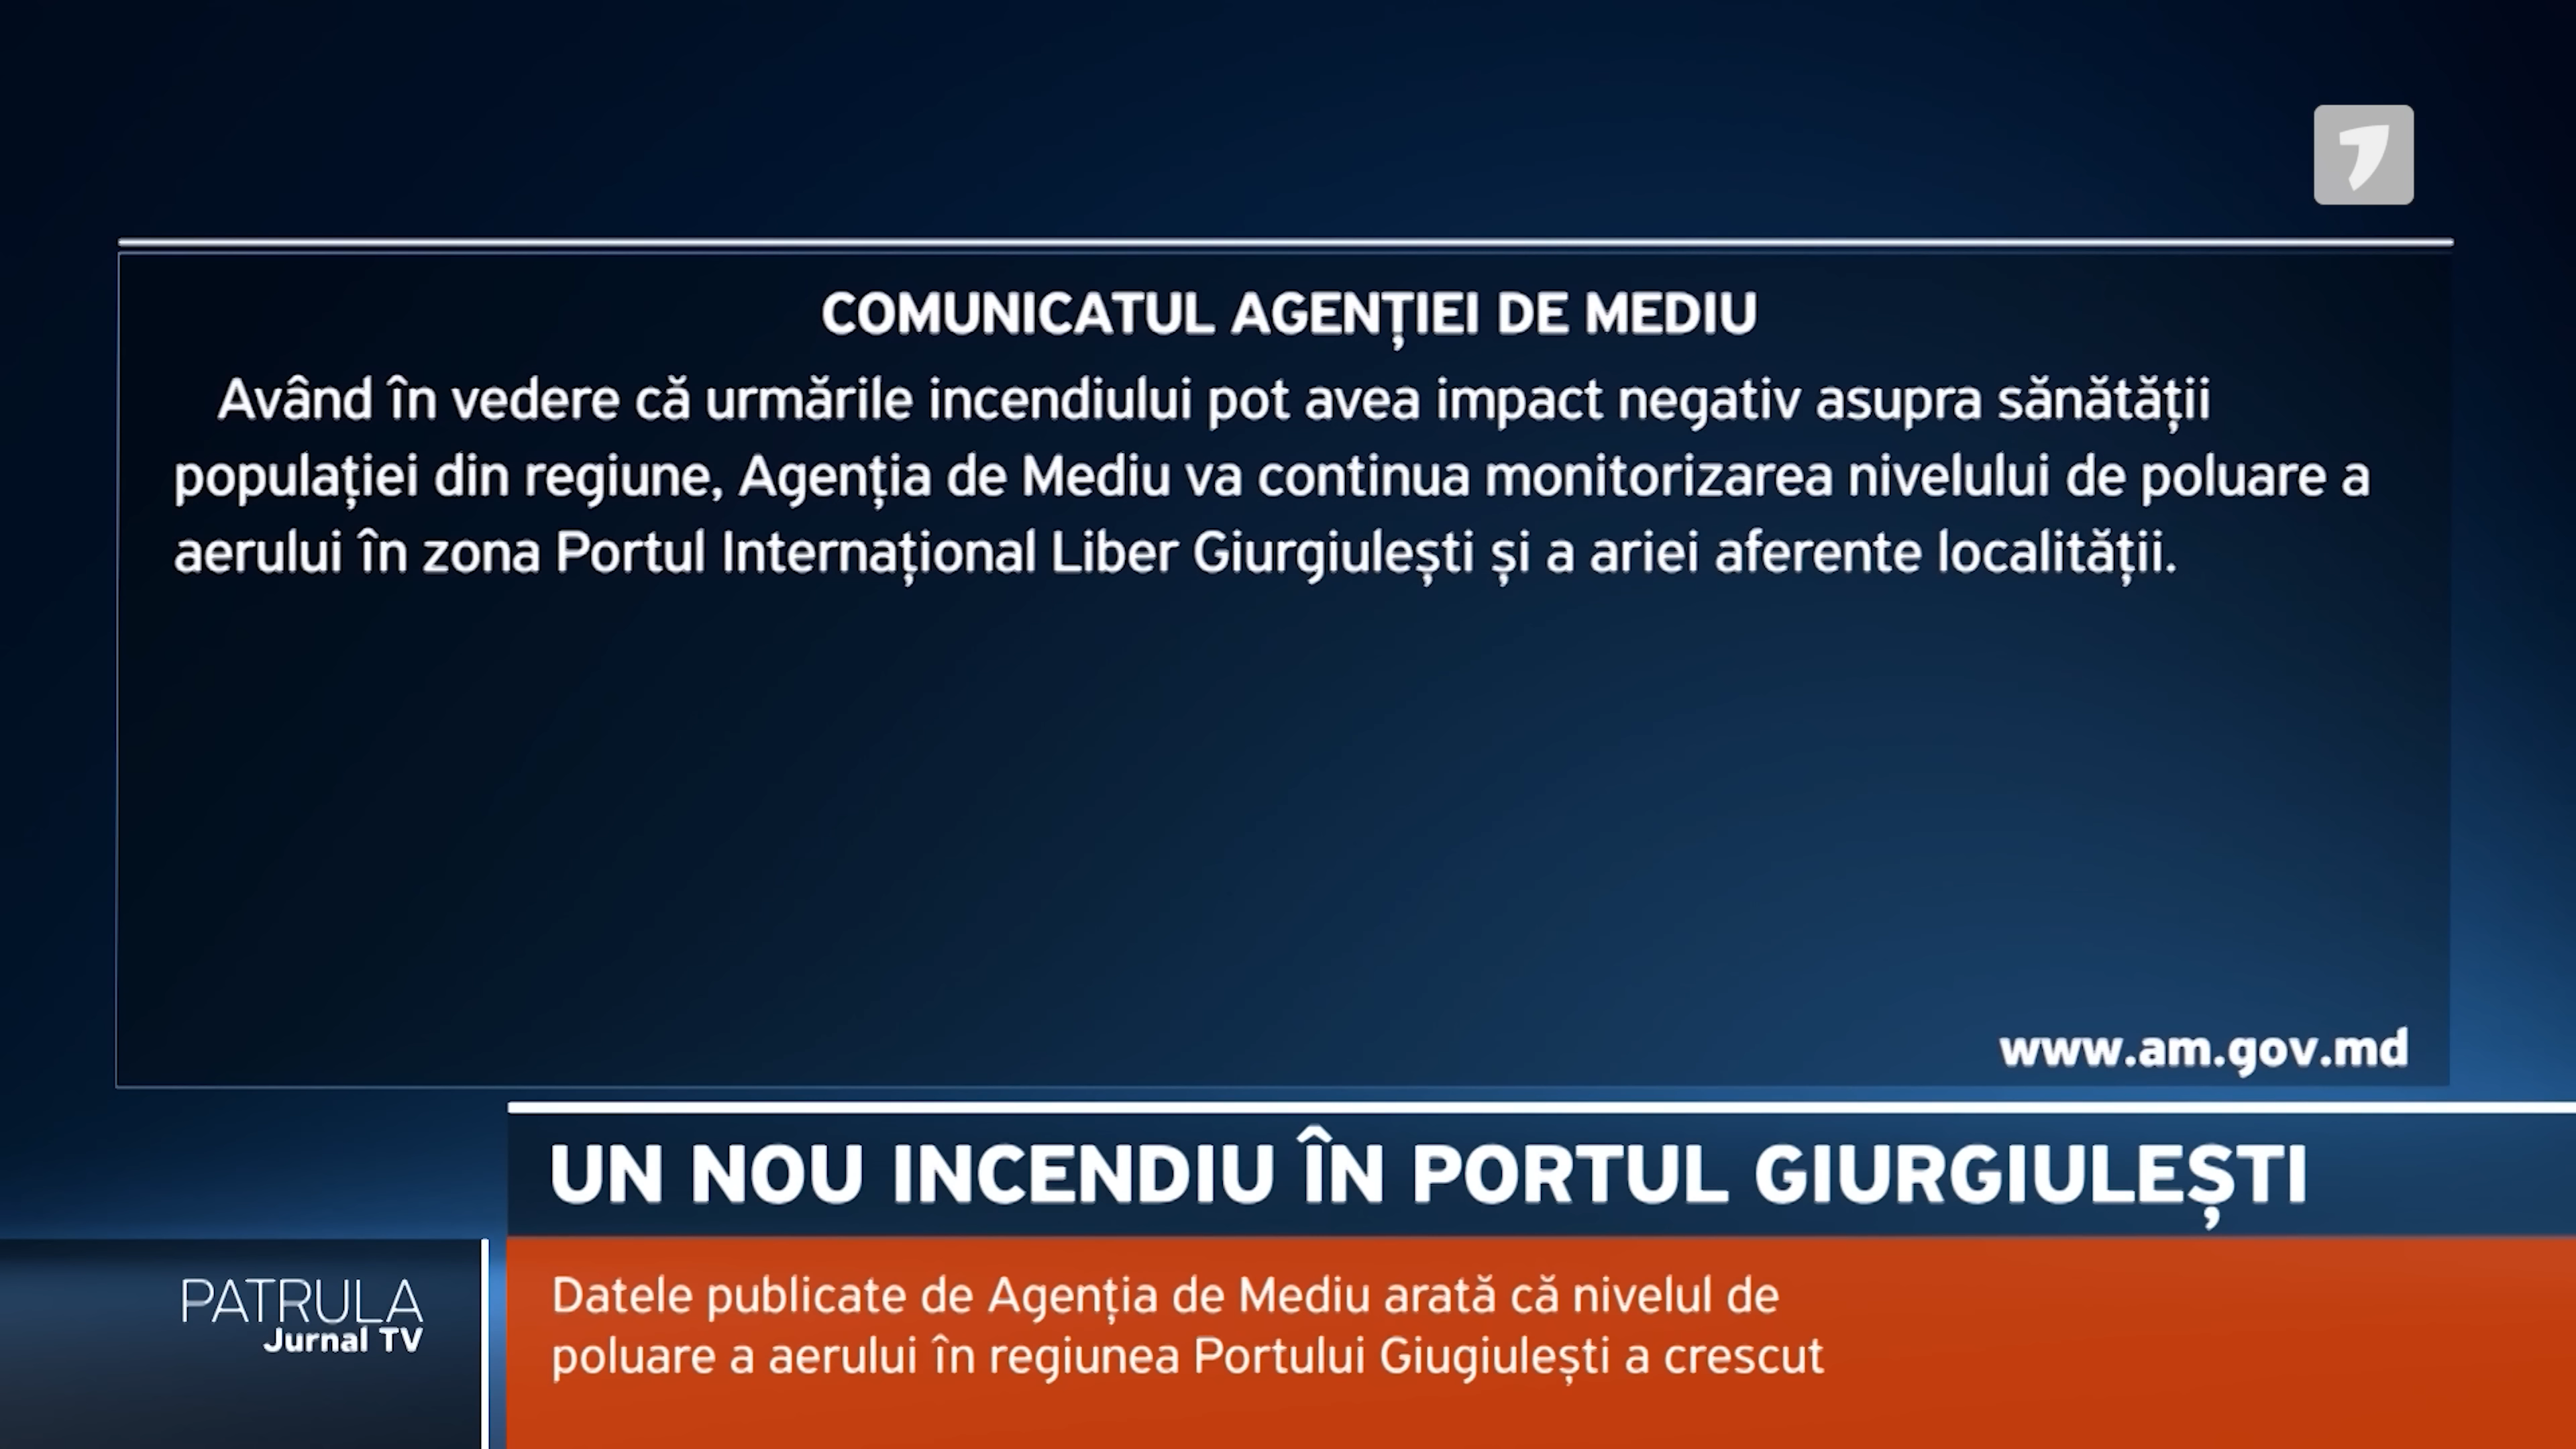 COMUNICATUL AGENȚIEI DE MEDIU
Având în vedere că urmările incendiului pot avea impact negativ asupra sănătății
populației din regiune, Agenția de Mediu va continua monitorizarea nivelului de poluare a
aerului în zona Portul Internațional Liber Giurgiulești și a ariei aferente localității.
www.am.gov.md
UN NOU INCENDIU ÎN PORTUL GIURGIULEȘTI
Datele publicate de Agenția de Mediu arată că nivelul de
poluare a aerului în regiunea Portului Giugiulești a crescut
PATRULA
Jurnal TV